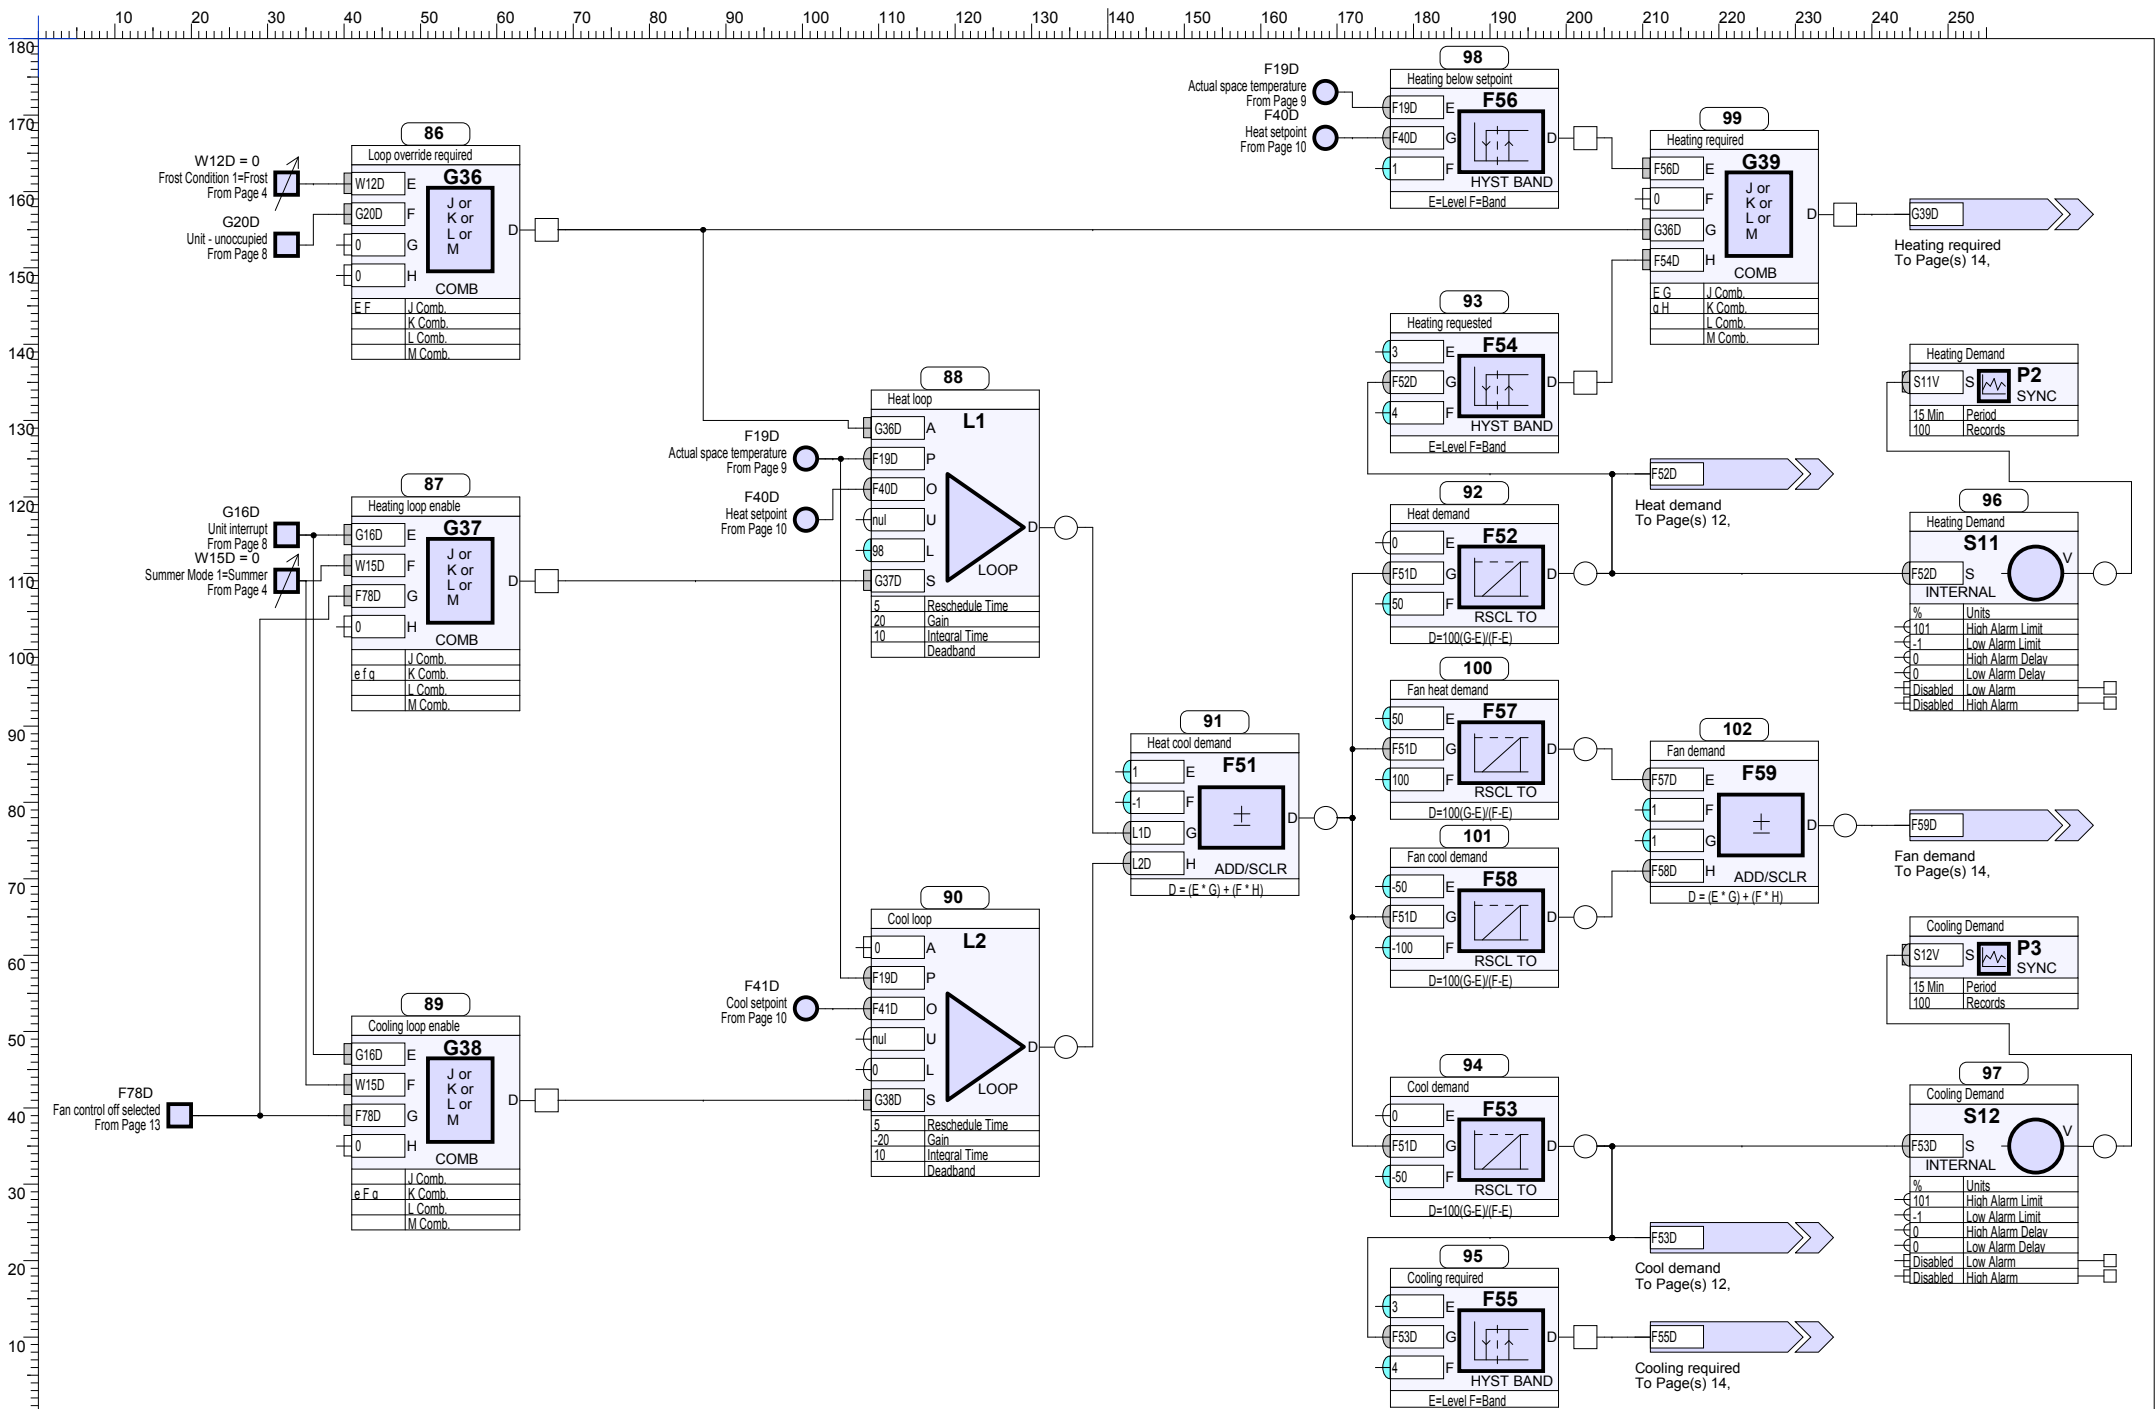 10 20 30 40 50 60 70 80 90 100 110 120 130 140 150 160 170 180 190 200 210 220 230 240 250
180
170
160
150
140
130
120
110
100
90
80
70
60
50
40
30
20
10
W12D = 0
Frost Condition 1=Frost
From Page 4
G20D
Unit - unoccupied
From Page 8
86
Loop override required
G36
W12D E
G20D F
0 G
0 H
J or
K or
L or
M
D
COMB
E F J Comb.
K Comb.
L Comb.
M Comb.
G16D
Unit interrupt
From Page 8
W15D = 0
Summer Mode 1=Summer
From Page 4
87
Heating loop enable
G37
G16D E
W15D F
F78D G
0 H
J or
K or
L or
M
D
COMB
J Comb.
e f g K Comb.
L Comb.
M Comb.
F78D
Fan control off selected
From Page 13
89
Cooling loop enable
G38
G16D E
W15D F
F78D G
0 H
J or
K or
L or
M
D
COMB
J Comb.
e F g K Comb.
L Comb.
M Comb.
F19D
Actual space temperature
From Page 9
F40D
Heat setpoint
From Page 10
88
Heat loop
L1
G36D A
F19D P
F40D O
nul U
98 L
G37D S
D
LOOP
5 Reschedule Time
20 Gain
10 Integral Time
Deadband
F41D
Cool setpoint
From Page 10
90
Cool loop
L2
0 A
F19D P
F41D O
nul U
0 L
G38D S
D
LOOP
5 Reschedule Time
-20 Gain
10 Integral Time
Deadband
91
Heat cool demand
F51
1 E
-1 F
L1D G
L2D H
±
D
ADD/SCLR
D = (E * G) + (F * H)
F19D
Actual space temperature
From Page 9
F40D
Heat setpoint
From Page 10
98
Heating below setpoint
F56
F19D E
F40D G
1 F
D
HYST BAND
E=Level F=Band
93
Heating requested
F54
3 E
F52D G
4 F
D
HYST BAND
E=Level F=Band
92
Heat demand
F52
0 E
F51D G
50 F
D
RSCL TO
D=100(G-E)/(F-E)
100
Fan heat demand
F57
50 E
F51D G
100 F
D
RSCL TO
D=100(G-E)/(F-E)
101
Fan cool demand
F58
-50 E
F51D G
-100 F
D
RSCL TO
D=100(G-E)/(F-E)
94
Cool demand
F53
0 E
F51D G
-50 F
D
RSCL TO
D=100(G-E)/(F-E)
95
Cooling required
F55
3 E
F53D G
4 F
D
HYST BAND
E=Level F=Band
99
Heating required
G39
F56D E
0 F
G36D G
F54D H
J or
K or
L or
M
D
COMB
E G J Comb.
g H K Comb.
L Comb.
M Comb.
F52D
Heat demand
To Page(s) 12,
102
Fan demand
F59
F57D E
1 F
1 G
F58D H
±
D
ADD/SCLR
D = (E * G) + (F * H)
F53D
Cool demand
To Page(s) 12,
F55D
Cooling required
To Page(s) 14,
G39D
Heating required
To Page(s) 14,
Heating Demand
P2
S11V S
SYNC
15 Min Period
100 Records
96
Heating Demand
S11
F52D S
V
INTERNAL
% Units
101 High Alarm Limit
-1 Low Alarm Limit
0 High Alarm Delay
0 Low Alarm Delay
Disabled Low Alarm
Disabled High Alarm
F59D
Fan demand
To Page(s) 14,
Cooling Demand
P3
S12V S
SYNC
15 Min Period
100 Records
97
Cooling Demand
S12
F53D S
V
INTERNAL
% Units
101 High Alarm Limit
-1 Low Alarm Limit
0 High Alarm Delay
0 Low Alarm Delay
Disabled Low Alarm
Disabled High Alarm